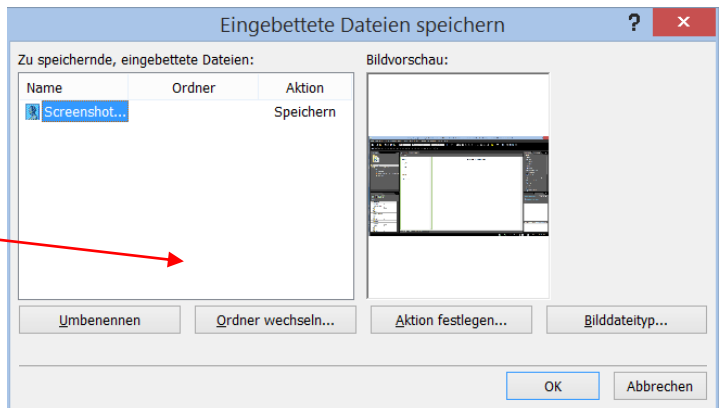 Eingebettete Dateien speichern
?
×
Zu speichernde, eingebettete Dateien:
Bildvorschau:
Name Ordner Aktion
Screenshot... Speichern
Umbenennen
Ordner wechseln...
Aktion festlegen...
Bilddateityp...
OK
Abbrechen